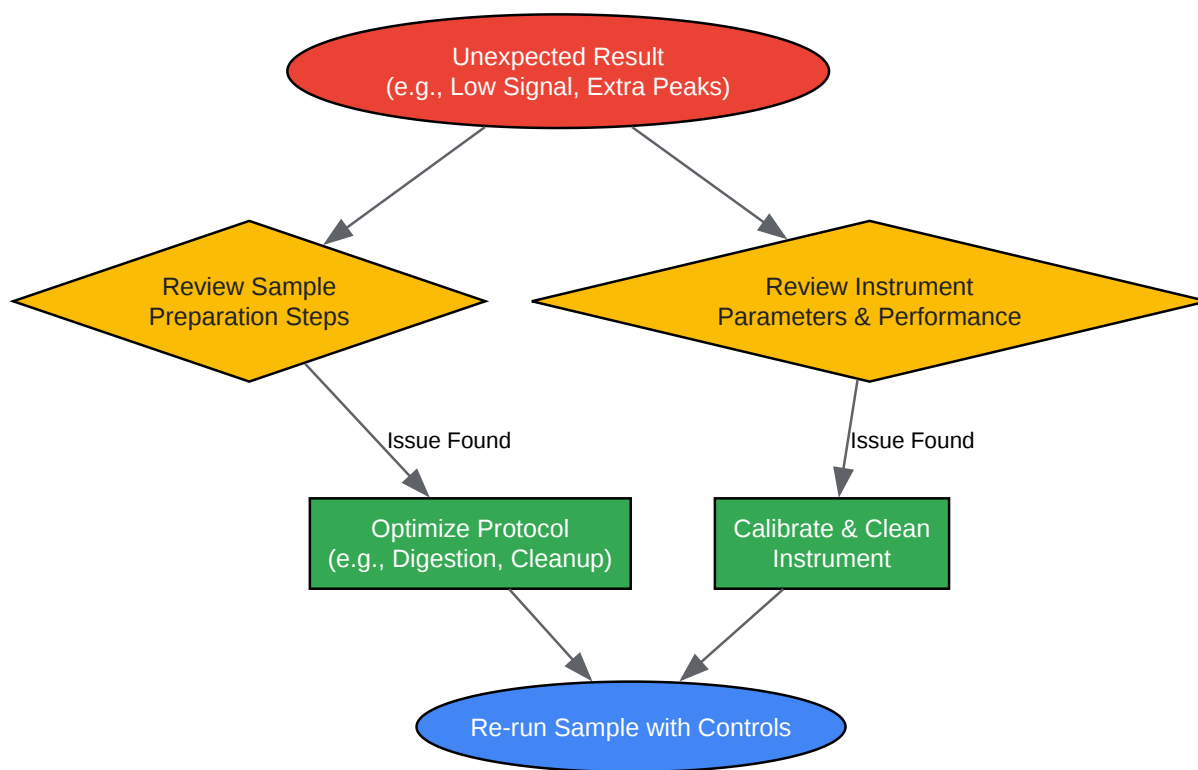 Unexpected Result
(e.g., Low Signal, Extra Peaks)
Review Sample
Preparation Steps
Review Instrument
Parameters & Performance
Issue Found
Issue Found
Optimize Protocol
(e.g., Digestion, Cleanup)
Calibrate & Clean
Instrument
Re-run Sample with Controls